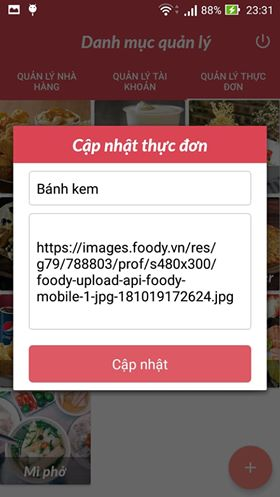 88% 23:31
Danh mục quản lý
QUẢN LÝ NHÀ HÀNG
QUẢN LÝ TÀI KHOẢN
QUẢN LÝ THỰC ĐƠN
Cập nhật thực đơn
Bánh kem
https://images.foody.vn/res/
g79/788803/prof/s480x300/
foody-upload-api-foody-
mobile-1-jpg-181019172624.jpg
Cập nhật
Mì phở
+